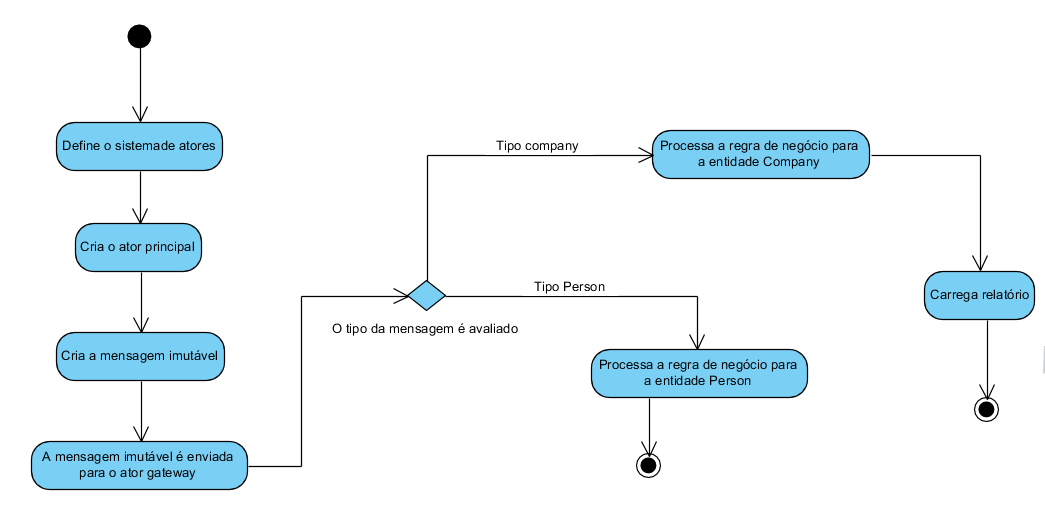 Define o sistemade atores
Cria o ator principal
Cria a mensagem imutável
A mensagem imutável é enviada
para o ator gateway
O tipo da mensagem é avaliado
Tipo company
Processa a regra de negócio para
a entidade Company
Carrega relatório
Tipo Person
Processa a regra de negócio para
a entidade Person